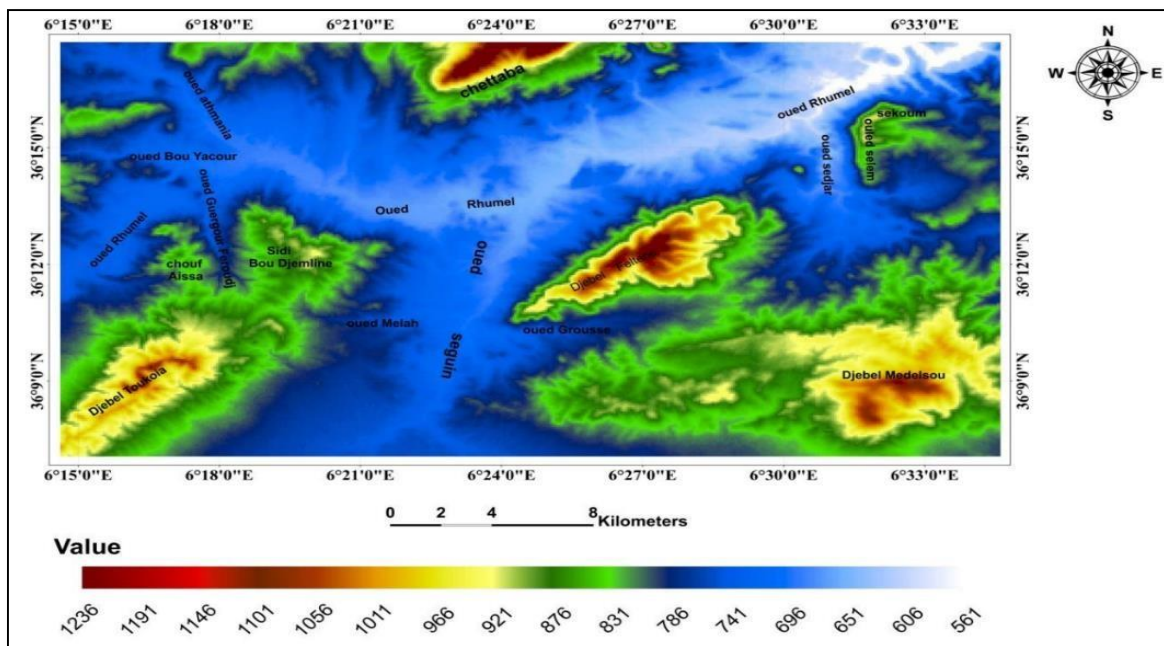 6°15'0"E 6°18'0"E 6°21'0"E 6°24'0"E 6°27'0"E 6°30'0"E 6°33'0"E
N
W E
S
chettaba
oued athmania
oued Rhumel
sekoum
oued selem
oued sedjar
36°15'0"N
36°15'0"N
oued Bou Yacour
oued Guergour
Oued Rhumel
oued Rhumel
chouf
Aissa
Sidi
Bou Djemline
oued
seguin
36°12'0"N
36°12'0"N
Djebel
oued Melah
oued Grousse
Djebel Medelsou
36°9'0"N
36°9'0"N
Djebel Toukoia
6°15'0"E 6°18'0"E 6°21'0"E 6°24'0"E 6°27'0"E 6°30'0"E 6°33'0"E
0 2 4 8
Kilometers
Value
1236 1191 1146 1101 1056 1011 966 921 876 831 786 741 696 651 606 561